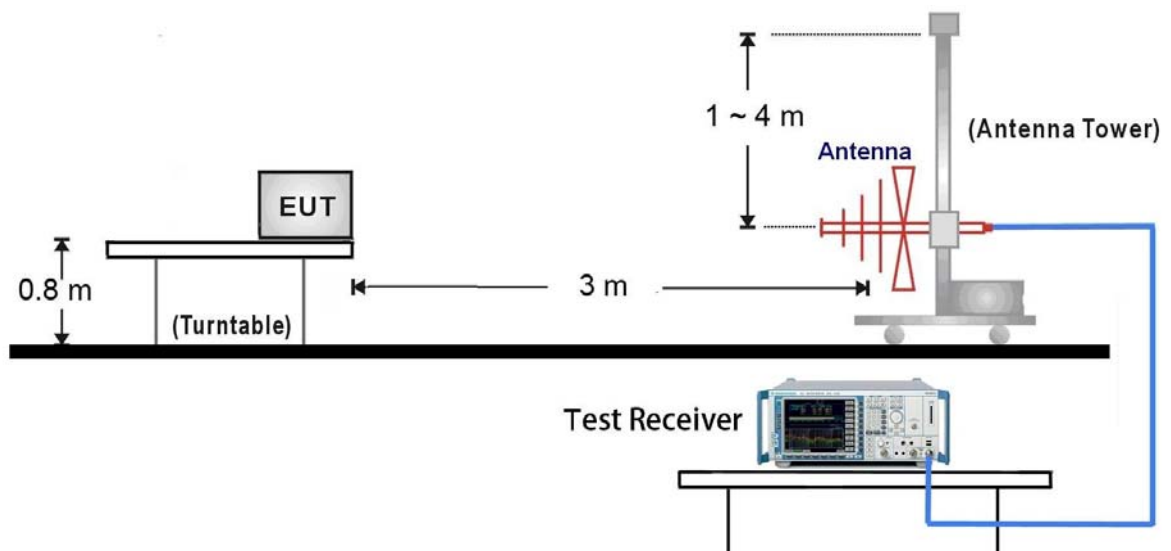 1 ~ 4 m
(Antenna Tower)
Antenna
EUT
0.8 m
3 m
(Turntable)
Test Receiver